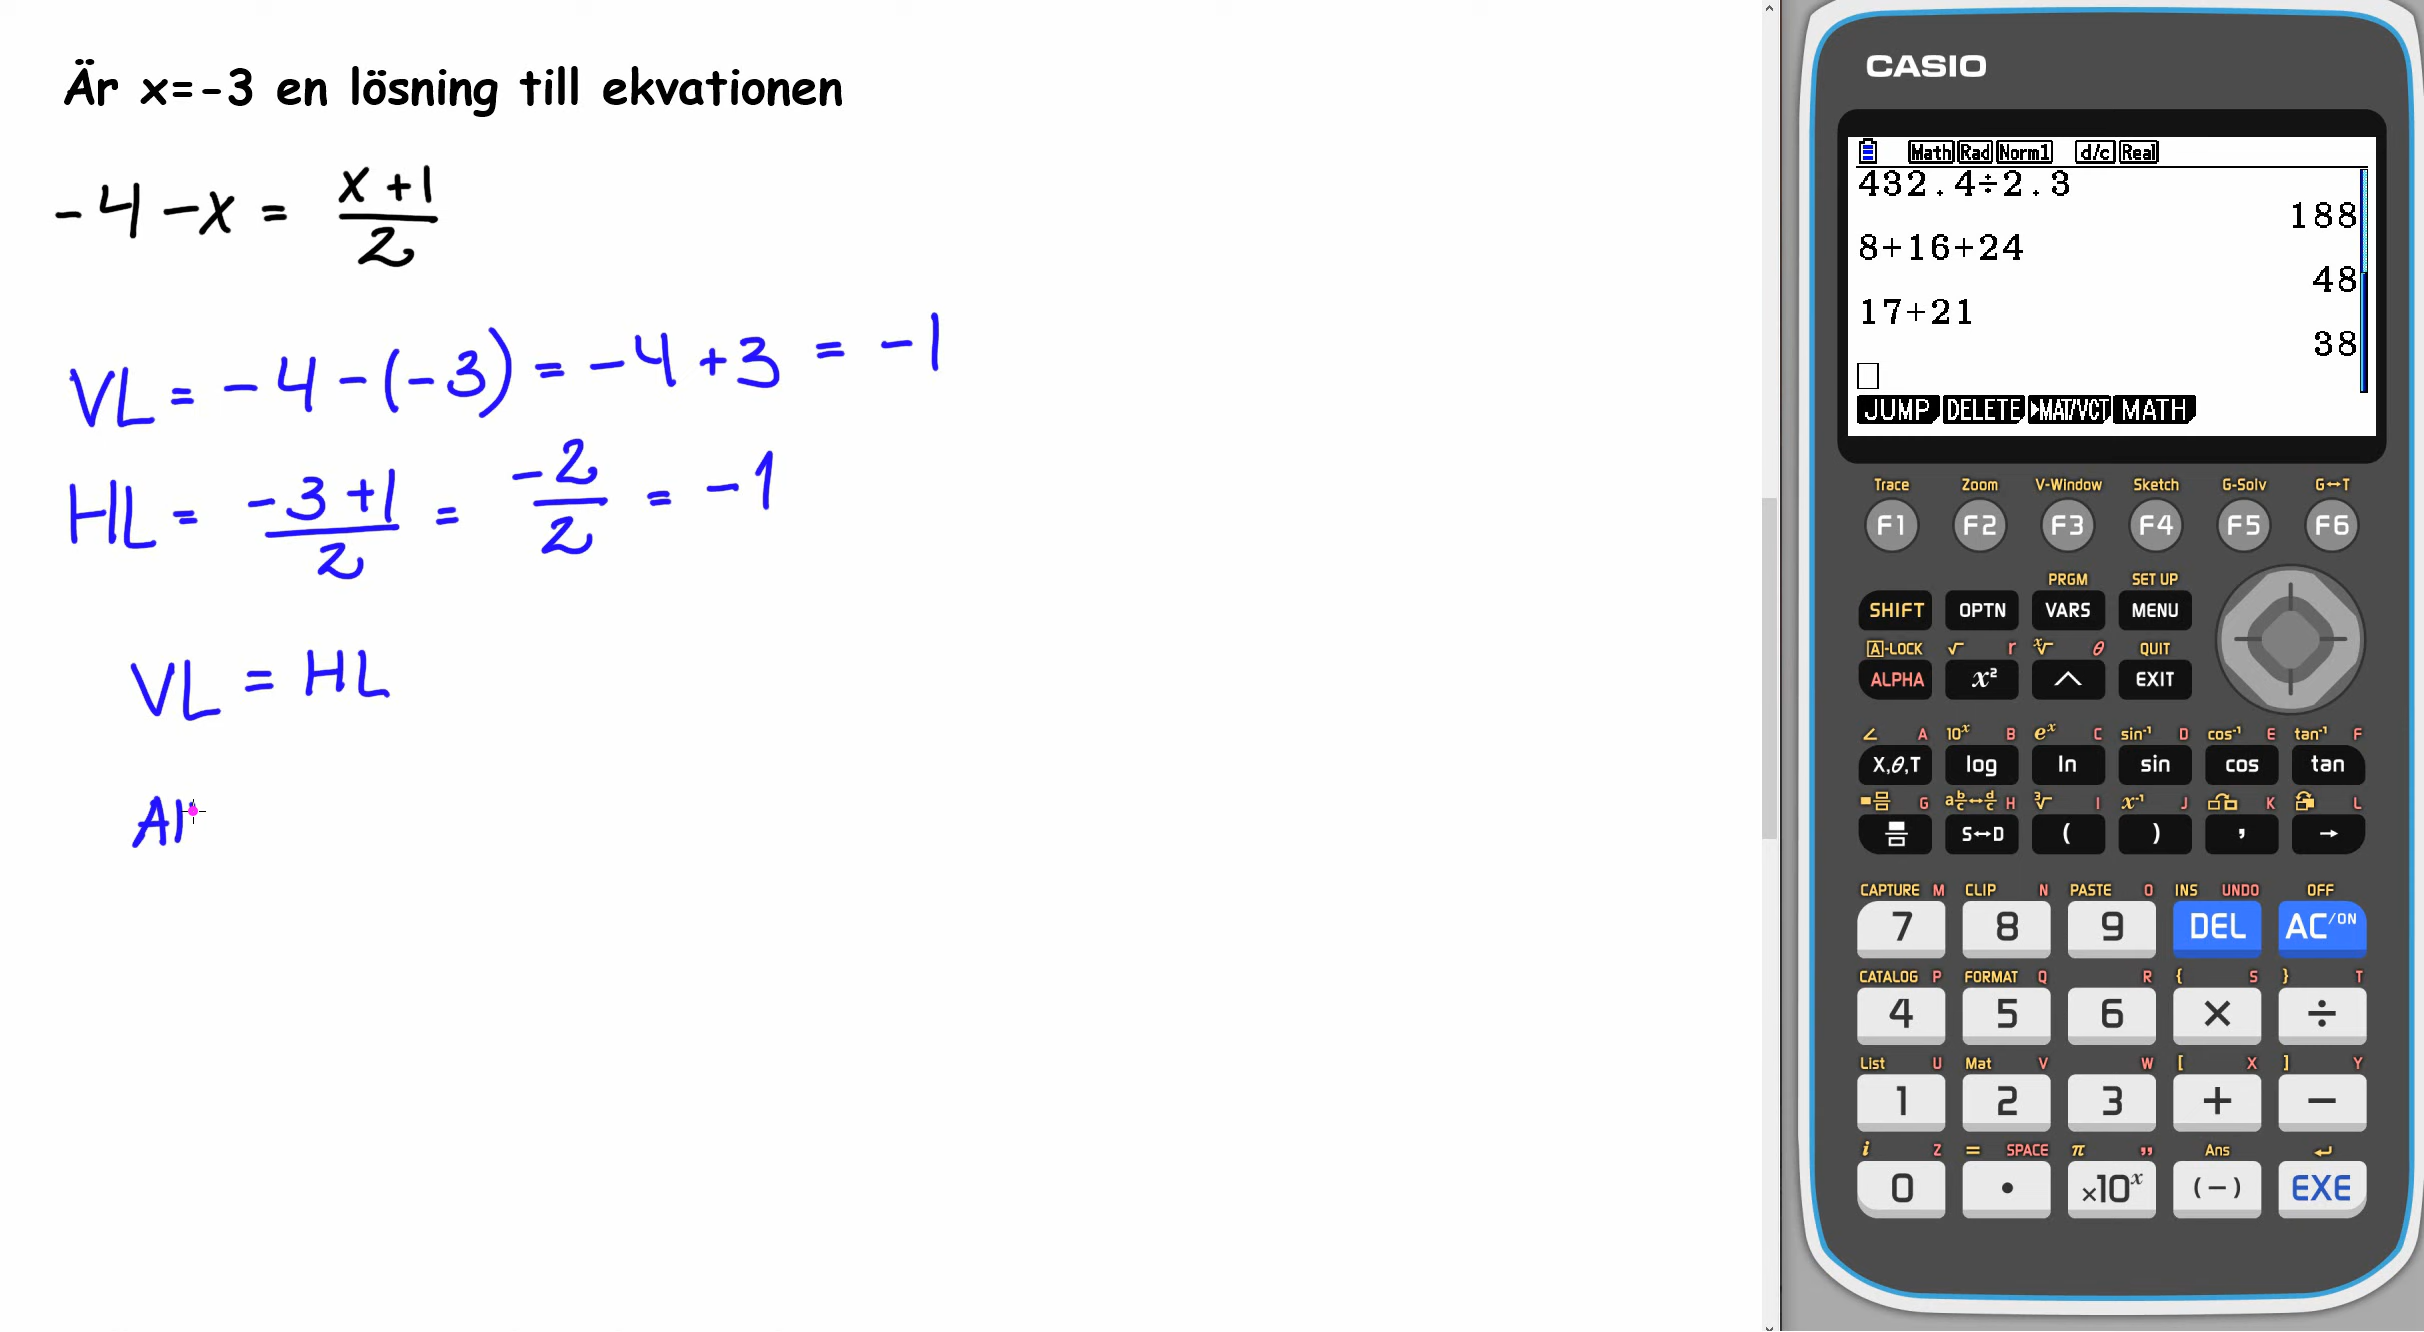 Är x=-3 en lösning till ekvationen
-4-x = (x+1)/2
VL = -4-(-3) = -4+3 = -1
HL = (-3+1)/2 = -2/2 = -1
VL = HL
CASIO
Math Rad Norm1 d/c Real
432.4÷2.3
188
8+16+24
48
17+21
38
JUMP DELETE ▶MAT/VCT MATH
Trace Zoom V-Window Sketch G-Solv G↔T
F1 F2 F3 F4 F5 F6
PRGM SET UP
SHIFT OPTN VARS MENU
A-LOCK √ r ˣ√ θ QUIT
ALPHA x² ^ EXIT
∠ A 10ˣ B eˣ C sin⁻¹ D cos⁻¹ E tan⁻¹ F
X,θ,T log ln sin cos tan
G a b/c↔d/c H ³√ I x⁻¹ J K L
S↔D ( ) , →
CAPTURE M CLIP N PASTE O INS UNDO OFF
7 8 9 DEL AC/ON
CATALOG P FORMAT Q R { S } T
4 5 6 × ÷
List U Mat V W [ X ] Y
1 2 3 + −
i Z = SPACE π " Ans ↵
0 • ×10ˣ (−) EXE